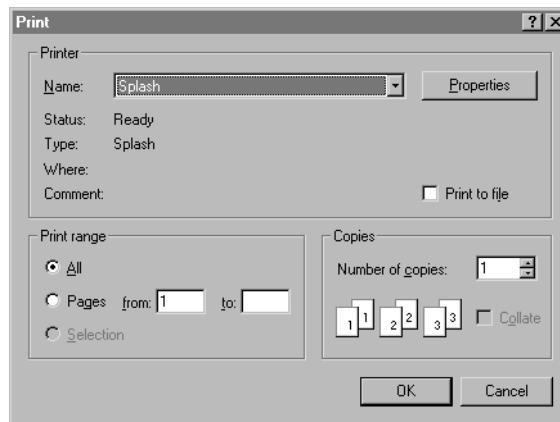 Print
Printer
Name: Splash Properties
Status: Ready
Type: Splash
Where:
Comment: Print to file
Print range
All
Pages from: 1 to:
Selection
Copies
Number of copies: 1
1 1 2 2 3 3 Collate
OK Cancel